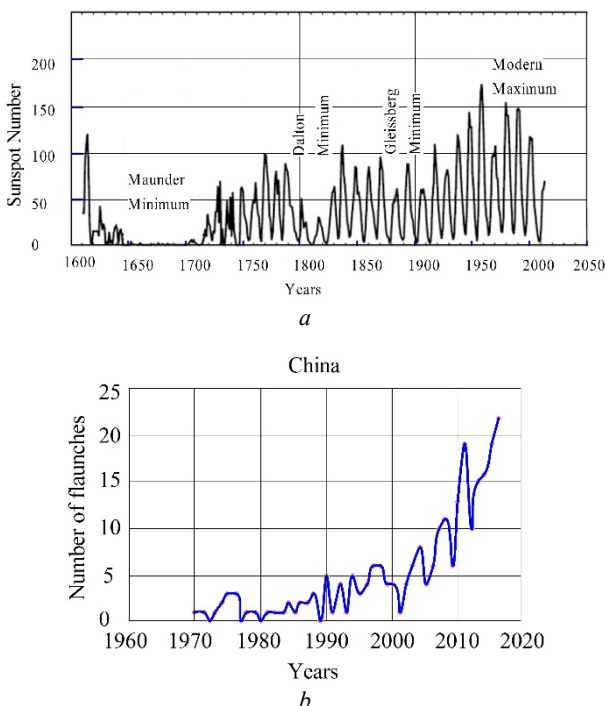 200
150
100
50
0
Sunspot Number
Maunder
Minimum
Dalton
Minimum
Gleissberg
Minimum
Modern
Maximum
1600 1650 1700 1750 1800 1850 1900 1950 2000 2050
Years
a
China
25
20
15
10
5
0
Number of flaunches
1960 1970 1980 1990 2000 2010 2020
Years
b